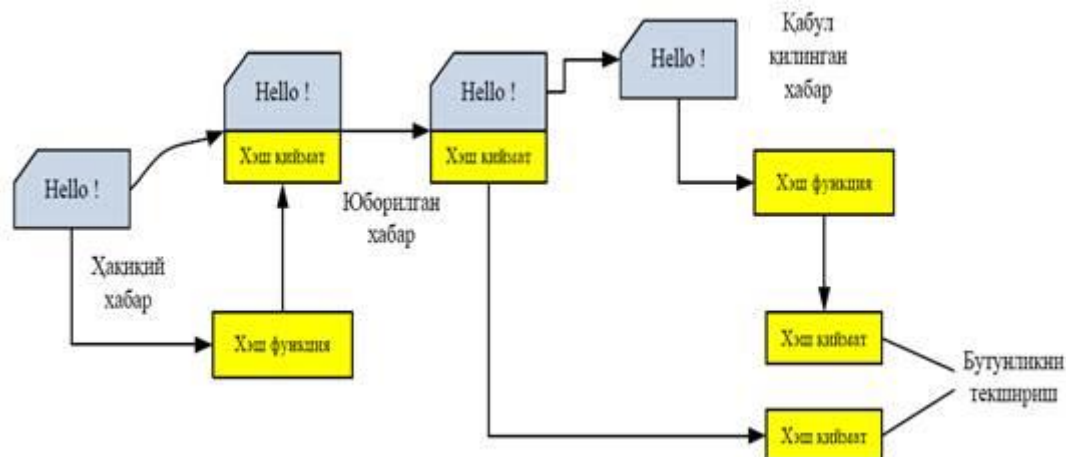 Hello !
Ҳақиқий
хабар
Хэш функция
Hello !
Хэш қиймат
Юборилган
хабар
Hello !
Хэш қиймат
Hello !
Қабул
қилинган
хабар
Хэш функция
Хэш қиймат
Хэш қиймат
Бутунликни
текшириш